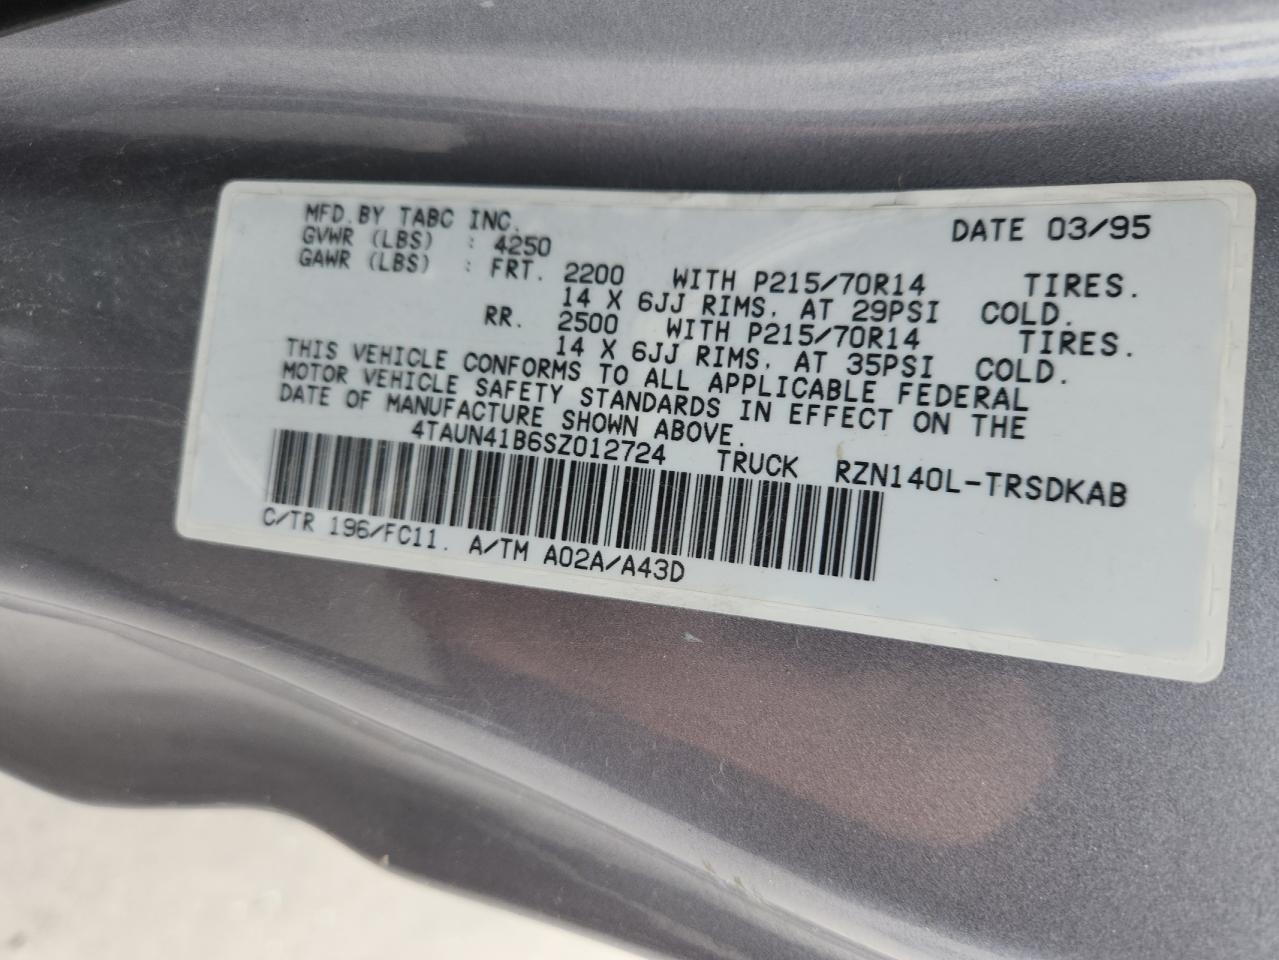 MFD.BY TABC INC. DATE 03/95
GVWR (LBS) : 4250
GAWR (LBS) : FRT. 2200 WITH P215/70R14 TIRES.
14 X 6JJ RIMS, AT 29PSI COLD.
RR. 2500 WITH P215/70R14 TIRES.
14 X 6JJ RIMS, AT 35PSI COLD.
THIS VEHICLE CONFORMS TO ALL APPLICABLE FEDERAL
MOTOR VEHICLE SAFETY STANDARDS IN EFFECT ON THE
DATE OF MANUFACTURE SHOWN ABOVE.
4TAUN41B6SZ012724 TRUCK RZN140L-TRSDKAB
C/TR 196/FC11. A/TM A02A/A43D